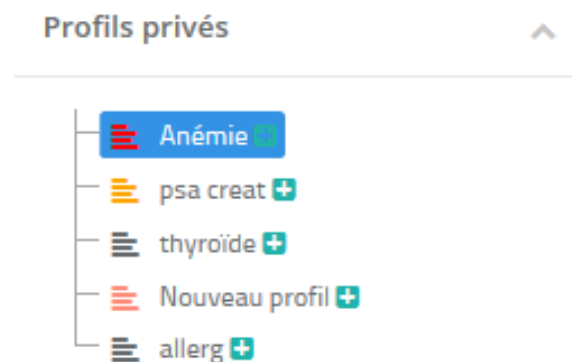 Profils privés
Anémie
psa creat
thyroïde
Nouveau profil
allerg